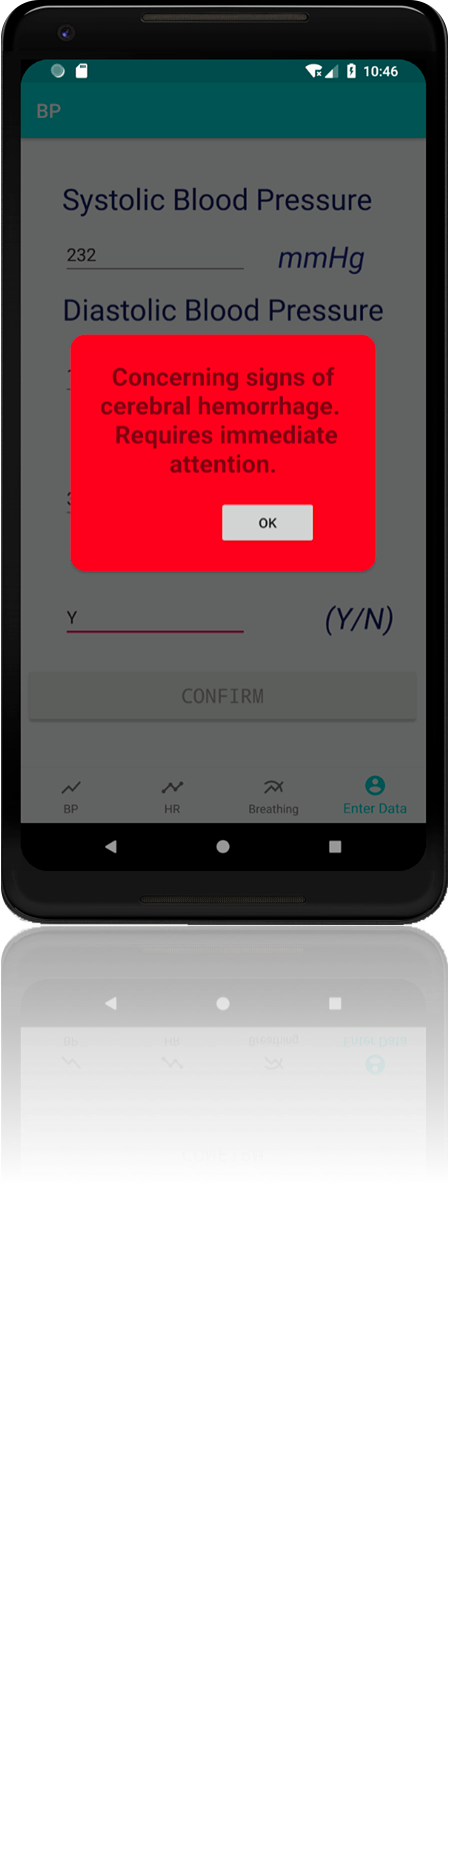 10:46
BP
Systolic Blood Pressure
232 mmHg
Diastolic Blood Pressure
Concerning signs of
cerebral hemorrhage.
Requires immediate
attention.
OK
Y (Y/N)
CONFIRM
BP HR Breathing Enter Data